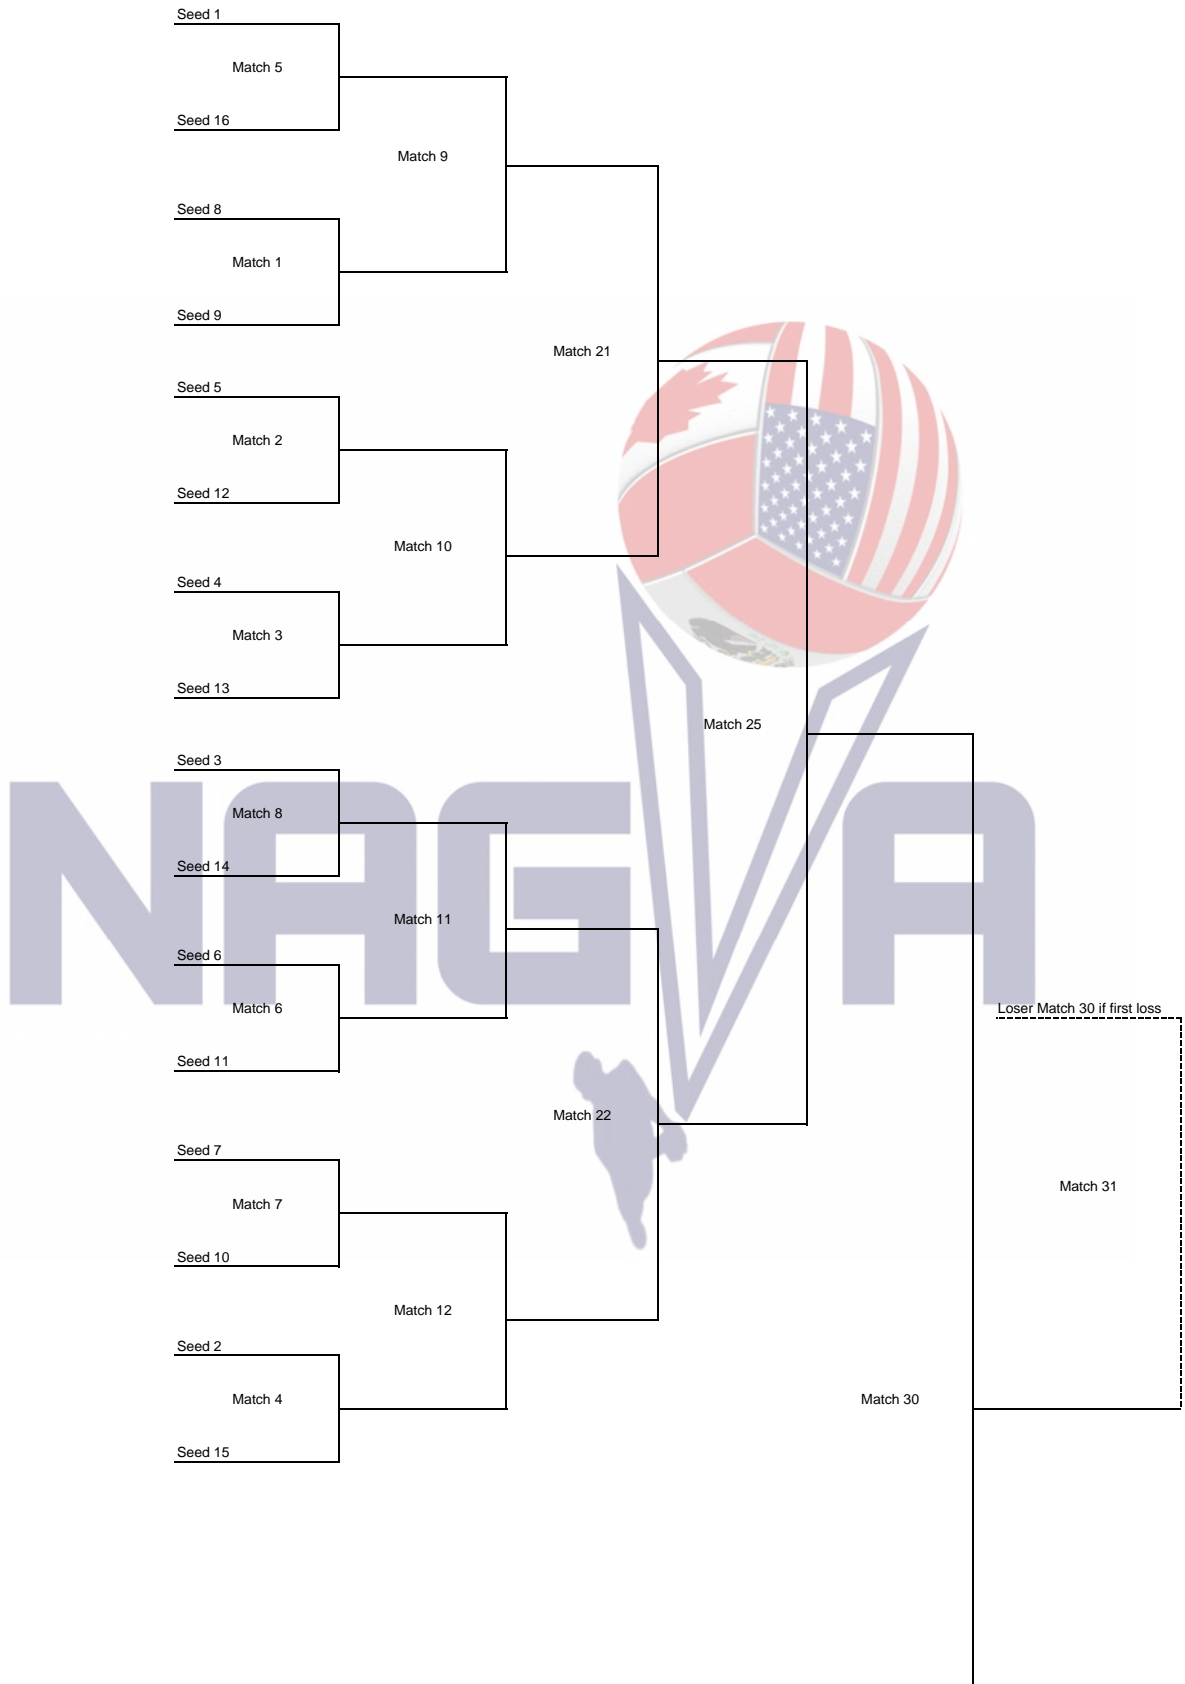 Seed 1
Match 5
Seed 16
Match 9
Seed 8
Match 1
Seed 9
Match 21
Seed 5
Match 2
Seed 12
Match 10
Seed 4
Match 3
Seed 13
Match 25
Seed 3
Match 8
Seed 14
NAGVA
Match 11
Seed 6
Match 6
Loser Match 30 if first loss
Seed 11
Match 22
Seed 7
Match 31
Match 7
Seed 10
Match 12
Seed 2
Match 4
Match 30
Seed 15